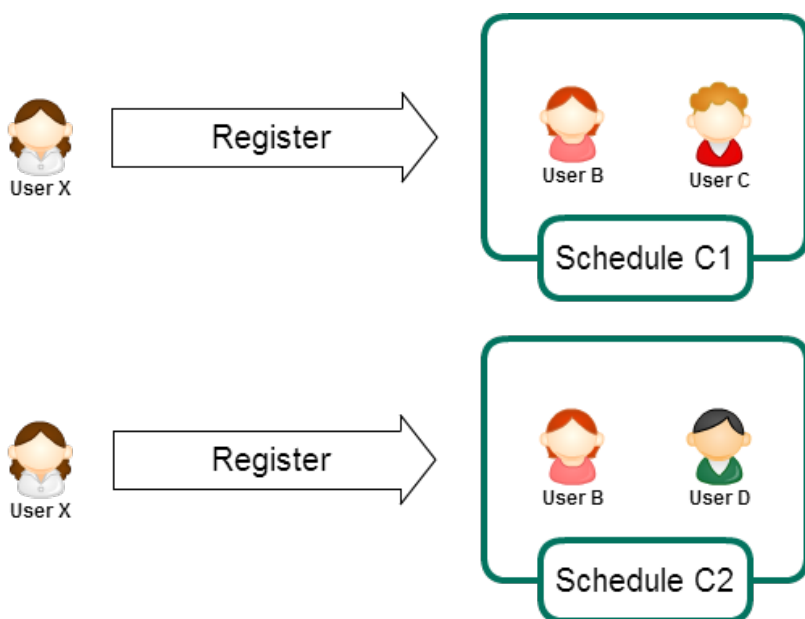 Register
User X
User B
User C
Schedule C1
Register
User X
User B
User D
Schedule C2